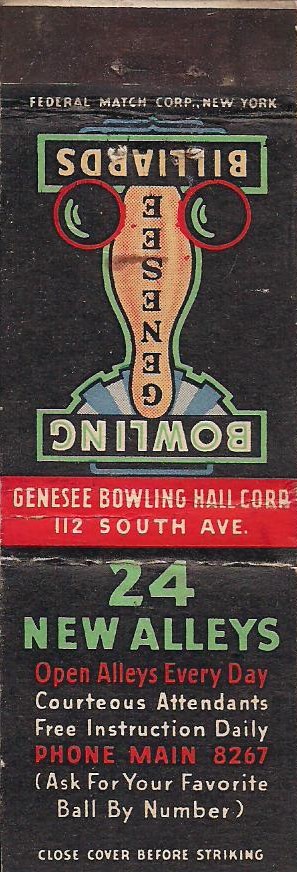 FEDERAL MATCH CORP., NEW YORK
BOWLING
GENESEE
BILLIARDS
GENESEE BOWLING HALL CORP.
112 SOUTH AVE.
24
NEW ALLEYS
Open Alleys Every Day
Courteous Attendants
Free Instruction Daily
PHONE MAIN 8267
(Ask For Your Favorite
Ball By Number)
CLOSE COVER BEFORE STRIKING